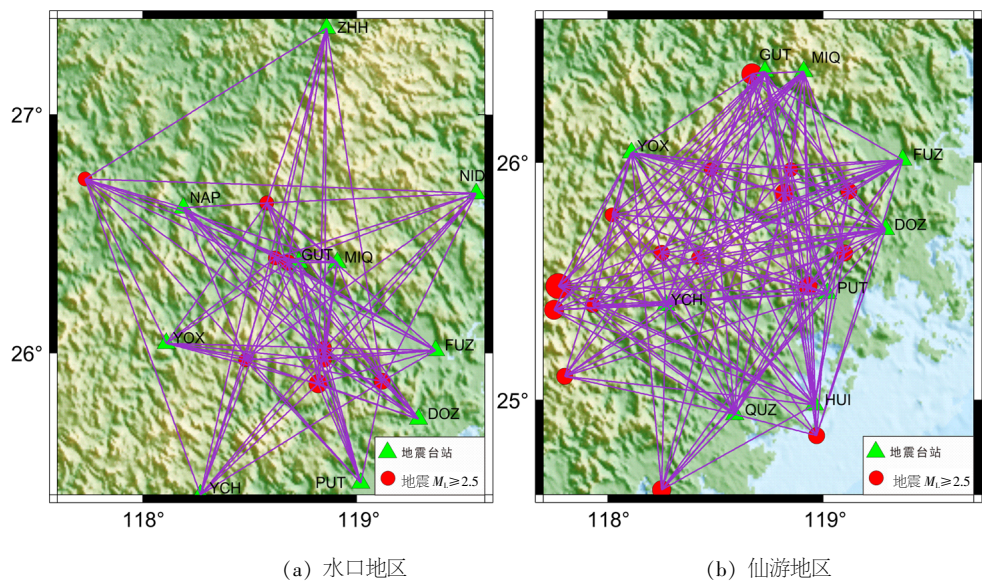 ZHH
27°
NID
NAP
GUT
MIQ
YOX
26°
FUZ
DOZ
地震台站
地震 ML≥2.5
YCH
PUT
118°
119°
(a) 水口地区
GUT
MIQ
YOX
26°
FUZ
DOZ
YCH
PUT
25°
QUZ
HUI
地震台站
地震 ML≥2.5
118°
119°
(b) 仙游地区